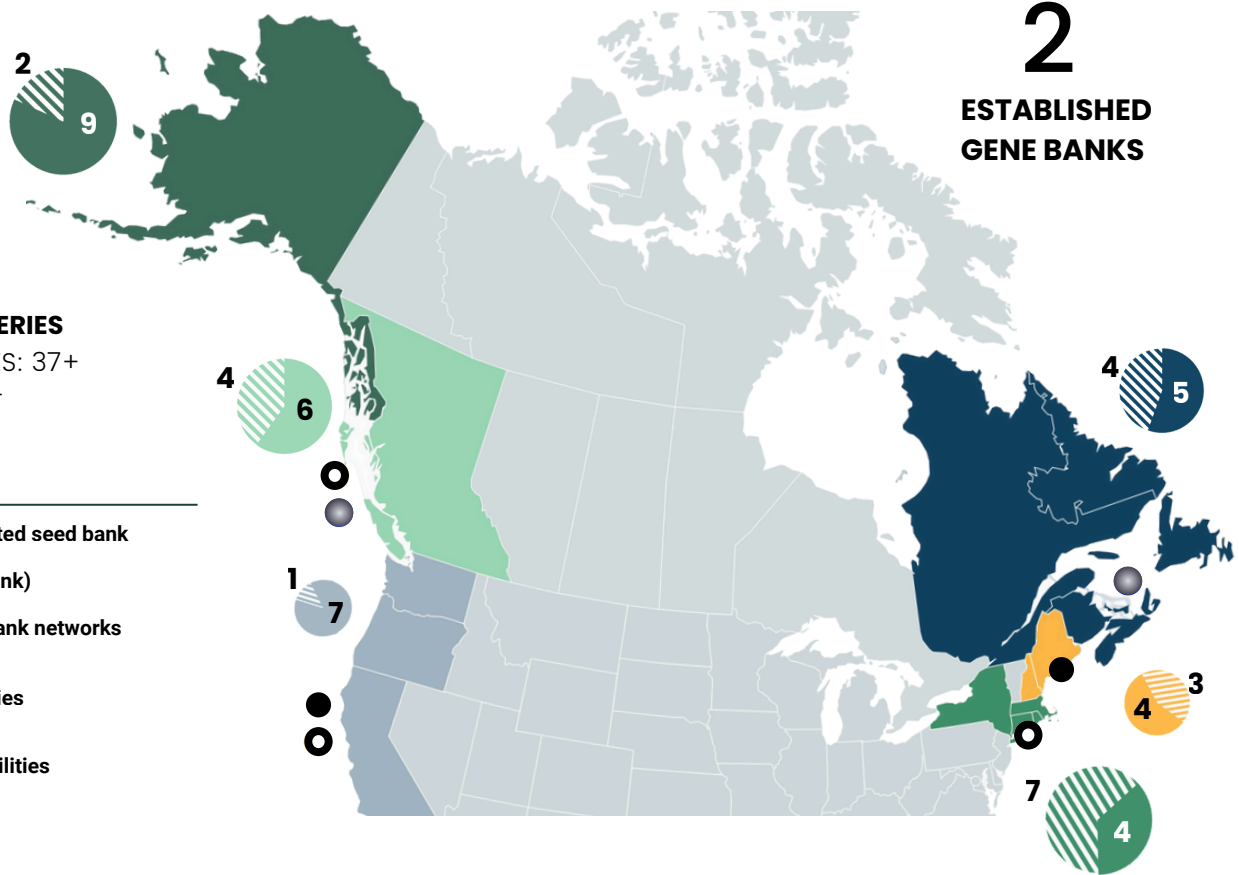 2
ESTABLISHED
GENE BANKS
2
9
ERIES
S: 37+
4
6
4
5
ted seed bank
nk)
1
7
ank networks
ies
3
4
ilities
7
4